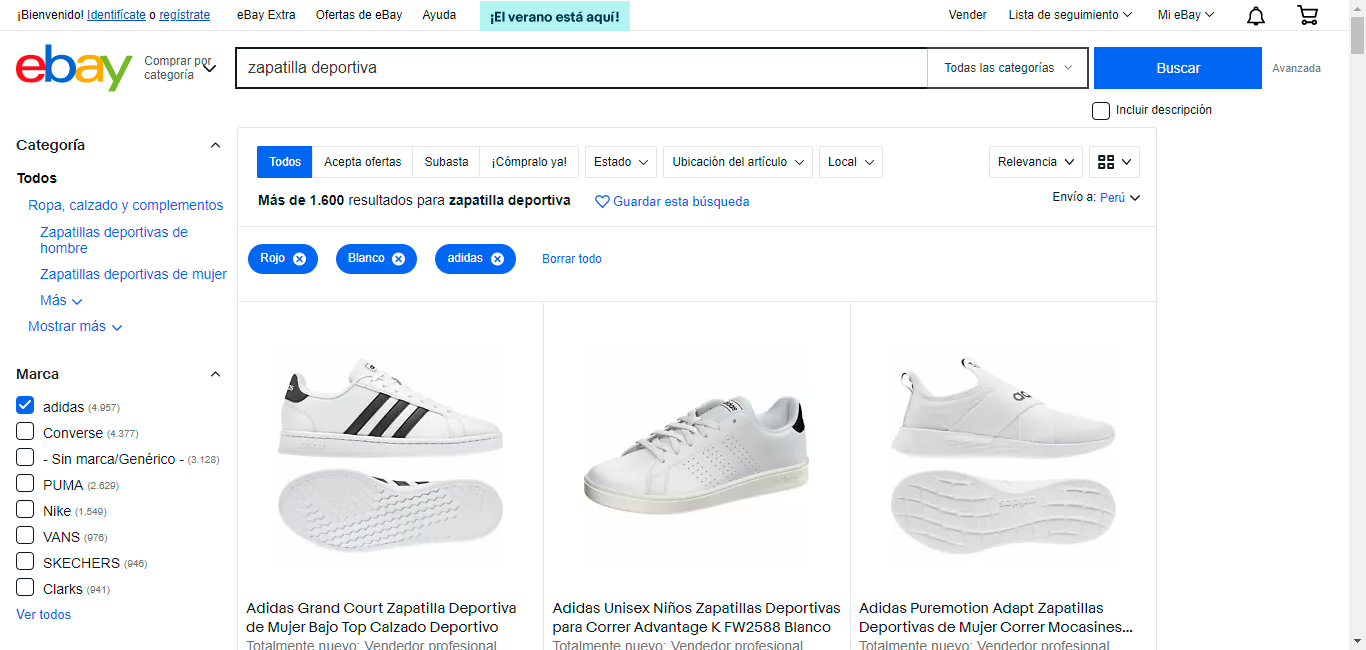 ¡Bienvenido! Identifícate o regístrate eBay Extra Ofertas de eBay Ayuda ¡El verano está aquí! Vender Lista de seguimiento Mi eBay
ebay
Comprar por
categoría
zapatilla deportiva
Todas las categorías
Buscar
Avanzada
Incluir descripción
Categoría
Todos
Ropa, calzado y complementos
Zapatillas deportivas de
hombre
Zapatillas deportivas de mujer
Más
Mostrar más
Marca
adidas (4.957)
Converse (4.377)
- Sin marca/Genérico - (3.128)
PUMA (2.629)
Nike (1.549)
VANS (976)
SKECHERS (946)
Clarks (941)
Ver todos
Todos Acepta ofertas Subasta ¡Cómpralo ya! Estado Ubicación del artículo Local Relevancia
Más de 1.600 resultados para zapatilla deportiva Guardar esta búsqueda
Envío a: Perú
Rojo Blanco adidas Borrar todo
Adidas Grand Court Zapatilla Deportiva
de Mujer Bajo Top Calzado Deportivo
Totalmente nuevo: Vendedor profesional
Adidas Unisex Niños Zapatillas Deportivas
para Correr Advantage K FW2588 Blanco
Totalmente nuevo: Vendedor profesional
Adidas Puremotion Adapt Zapatillas
Deportivas de Mujer Correr Mocasines...
Totalmente nuevo: Vendedor profesional